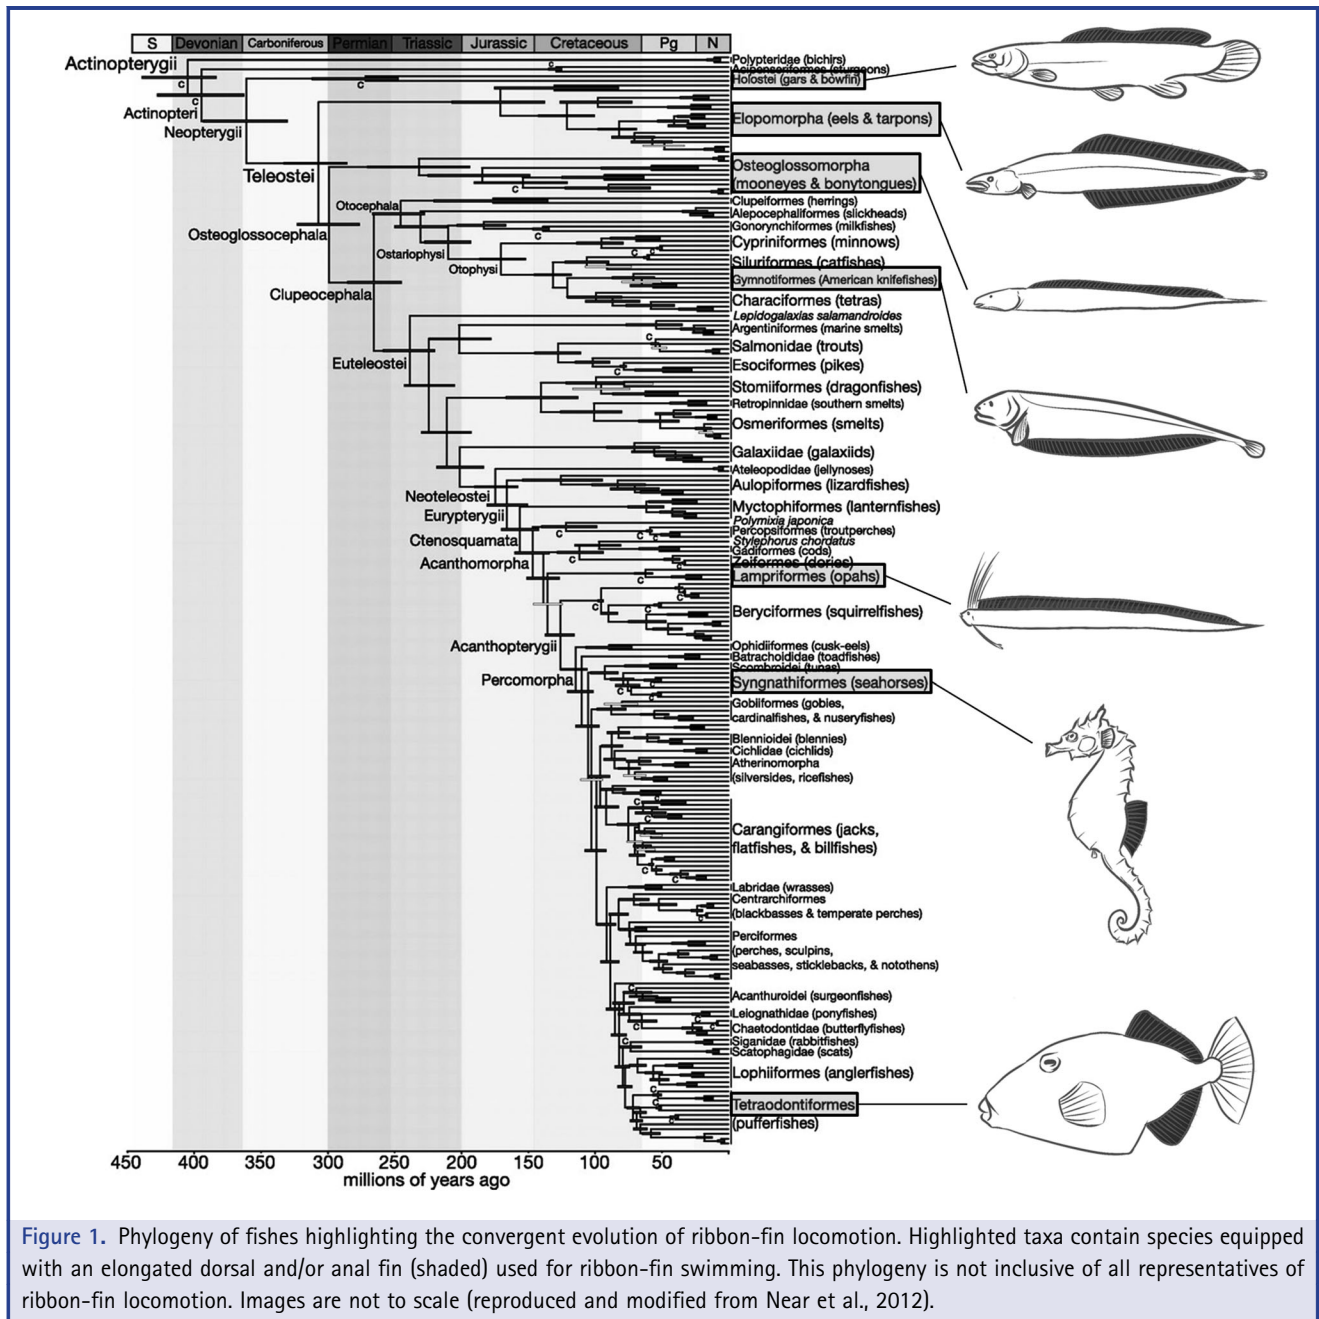 S Devonian Carboniferous Permian Triassic Jurassic Cretaceous Pg N
Actinopterygii
Polypteridae (bichirs)
Acipenseriformes (sturgeons)
Holostei (gars & bowfin)
c
c
c
c
Actinopteri
Neopterygii
Elopomorpha (eels & tarpons)
Teleostei
Osteoglossomorpha
(mooneyes & bonytongues)
c
Otocephala
Clupeiformes (herrings)
Alepocephaliformes (slickheads)
Gonorynchiformes (milkfishes)
Osteoglossocephala
c
Cypriniformes (minnows)
Ostariophysi
c c
Siluriformes (catfishes)
Otophysi
Gymnotiformes (American knifefishes)
Clupeocephala
Characiformes (tetras)
Lepidogalaxias salamandroides
Argentiniformes (marine smelts)
c
Salmonidae (trouts)
Euteleostei
Esociformes (pikes)
c
Stomiiformes (dragonfishes)
Retropinnidae (southern smelts)
Osmeriformes (smelts)
Galaxiidae (galaxiids)
Ateleopodidae (jellynoses)
Aulopiformes (lizardfishes)
Neoteleostei
Myctophiformes (lanternfishes)
Eurypterygii
Polymixia japonica
Percopsiformes (troutperches)
c
c c
Ctenosquamata
Stylephorus chordatus
Gadiformes (cods)
Acanthomorpha
c
c
Zeiformes (dories)
Lampriformes (opahs)
c
c
c
c
Beryciformes (squirrelfishes)
Acanthopterygii
Ophidiiformes (cusk-eels)
Batrachoididae (toadfishes)
Scombroidei (tunas)
Percomorpha
Syngnathiformes (seahorses)
c
c
Gobiiformes (gobies,
cardinalfishes, & nuseryfishes)
Blennioidei (blennies)
Cichlidae (cichlids)
Atherinomorpha
(silversides, ricefishes)
c
c
c
Carangiformes (jacks,
flatfishes, & billfishes)
c
c
Labridae (wrasses)
Centrarchiformes
(blackbasses & temperate perches)
c
Perciformes
(perches, sculpins,
seabasses, sticklebacks, & notothens)
c
Acanthuroidei (surgeonfishes)
Leiognathidae (ponyfishes)
c
c
c
Chaetodontidae (butterflyfishes)
c
Siganidae (rabbitfishes)
Scatophagidae (scats)
Lophiiformes (anglerfishes)
c
c
Tetraodontiformes
c
(pufferfishes)
450 400 350 300 250 200 150 100 50
millions of years ago
Figure 1. Phylogeny of fishes highlighting the convergent evolution of ribbon-fin locomotion. Highlighted taxa contain species equipped
with an elongated dorsal and/or anal fin (shaded) used for ribbon-fin swimming. This phylogeny is not inclusive of all representatives of
ribbon-fin locomotion. Images are not to scale (reproduced and modified from Near et al., 2012).